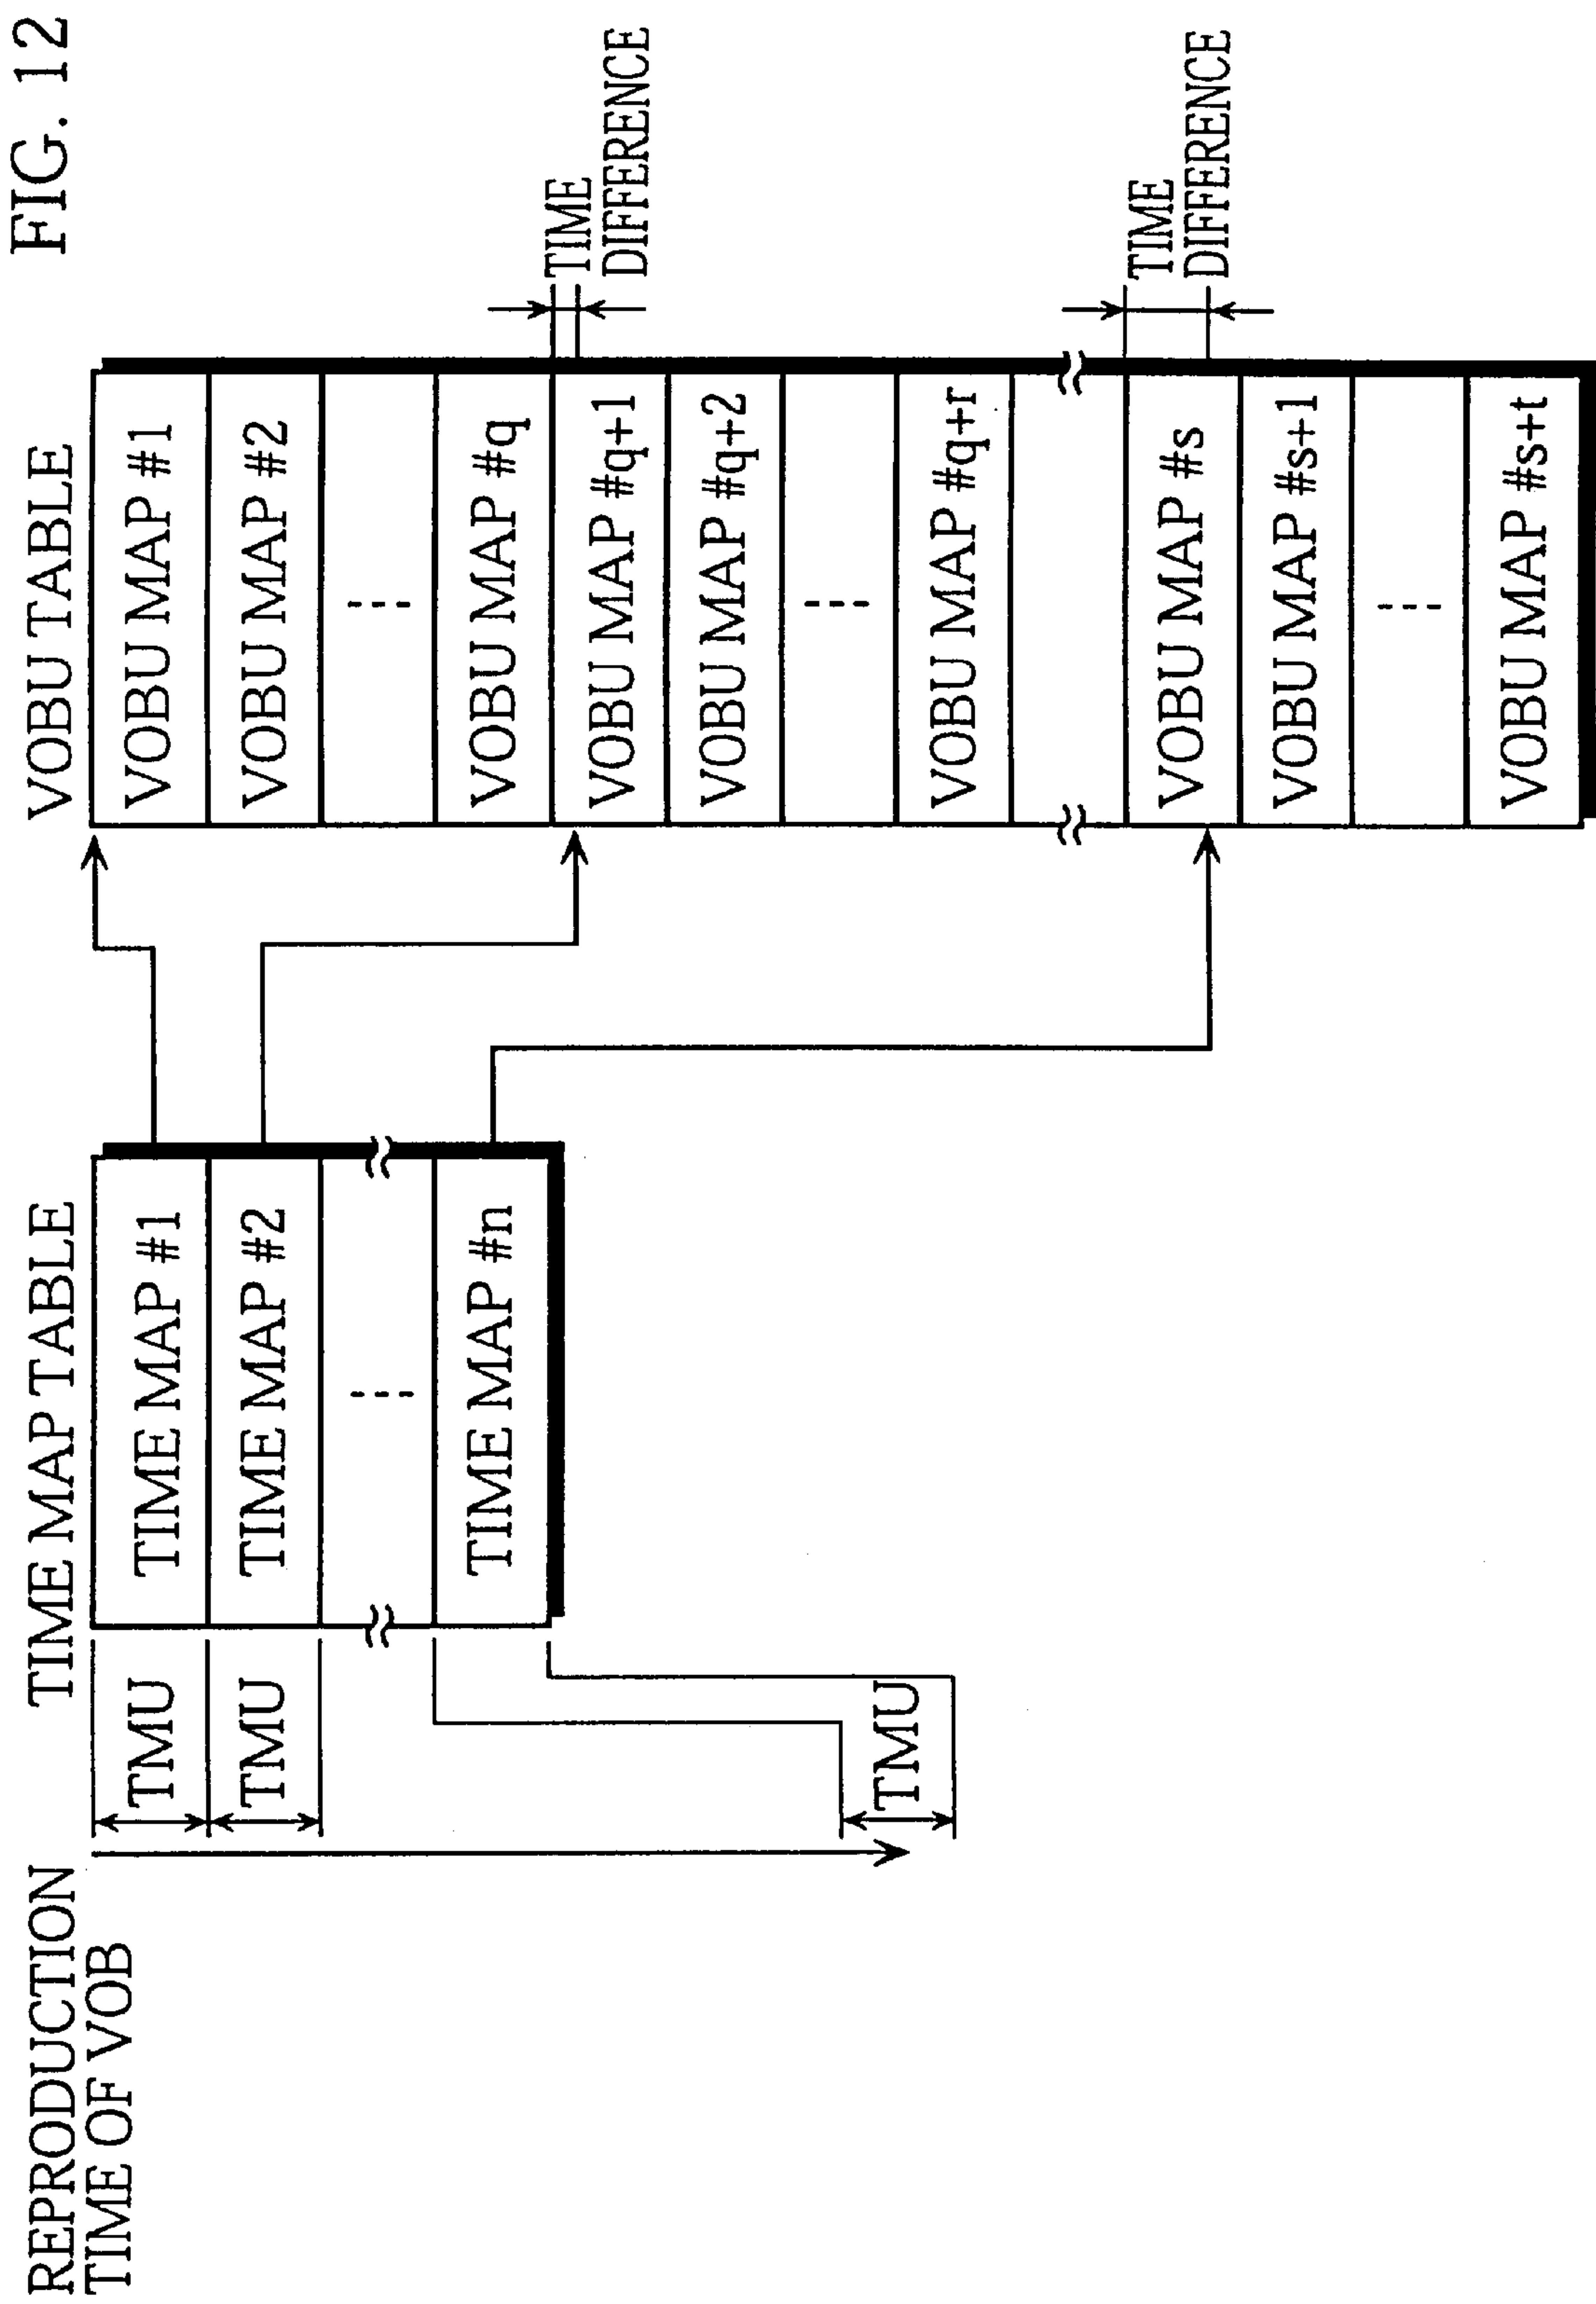 FIG. 12
REPRODUCTION
TIME OF VOB
TMU
TMU
TMU
TIME MAP TABLE
TIME MAP #1
TIME MAP #2
---
TIME MAP #n
VOBU TABLE
VOBU MAP #1
VOBU MAP #2
---
VOBU MAP #q
VOBU MAP #q+1
VOBU MAP #q+2
---
VOBU MAP #q+r
VOBU MAP #s
VOBU MAP #s+1
---
VOBU MAP #s+t
TIME
DIFFERENCE
TIME
DIFFERENCE